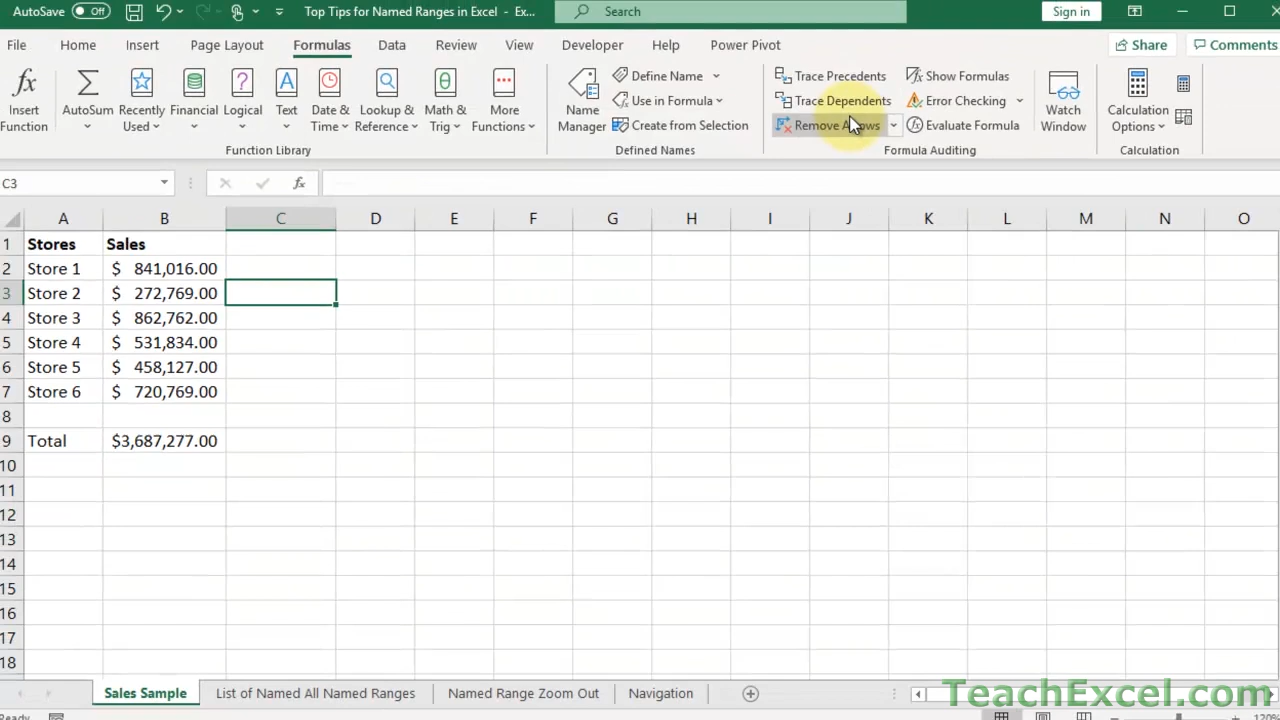 AutoSave Off Top Tips for Named Ranges in Excel - Ex... Search Sign in
File Home Insert Page Layout Formulas Data Review View Developer Help Power Pivot Share Comments
Insert Function
AutoSum
Recently Used
Financial
Logical
Text
Date & Time
Lookup & Reference
Math & Trig
More Functions
Function Library
Name Manager
Define Name
Use in Formula
Create from Selection
Defined Names
Trace Precedents
Trace Dependents
Remove Arrows
Show Formulas
Error Checking
Evaluate Formula
Formula Auditing
Watch Window
Calculation Options
Calculation
C3 fx
A B C D E F G H I J K L M N O
1 Stores Sales
2 Store 1 $ 841,016.00
3 Store 2 $ 272,769.00
4 Store 3 $ 862,762.00
5 Store 4 $ 531,834.00
6 Store 5 $ 458,127.00
7 Store 6 $ 720,769.00
8
9 Total $3,687,277.00
10
11
12
13
14
15
16
17
18
Sales Sample List of Named All Named Ranges Named Range Zoom Out Navigation
TeachExcel.com
Ready